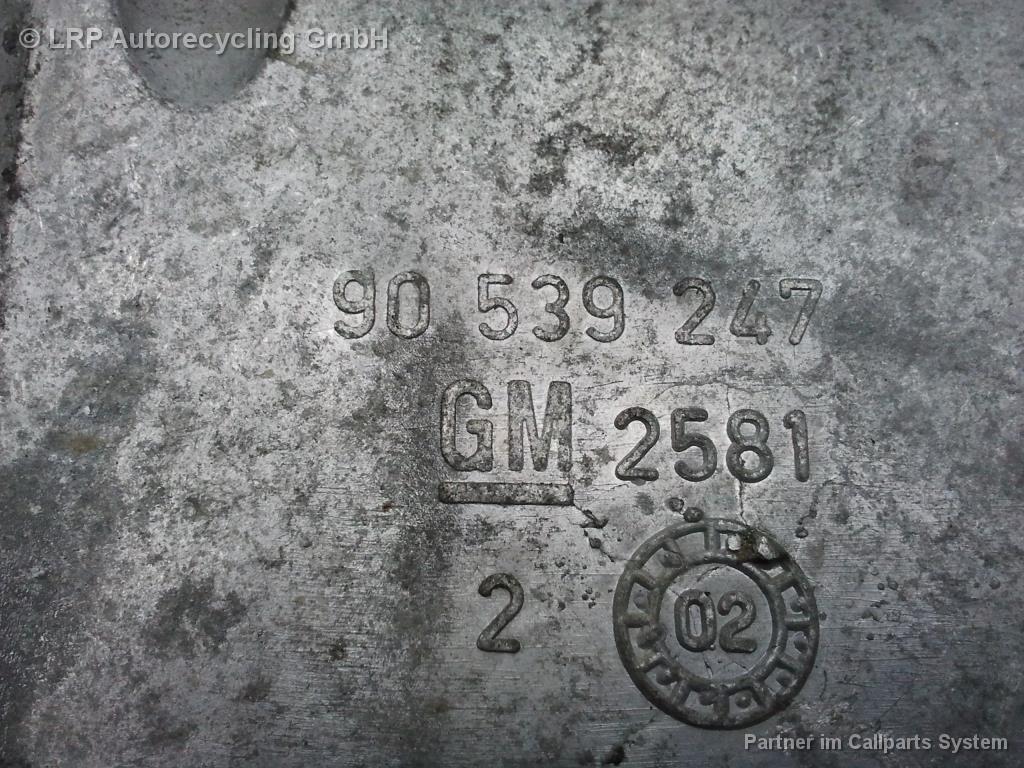 © LRP Autorecycling GmbH
90 539 247
GM 2581
2 02
Partner im Callparts System